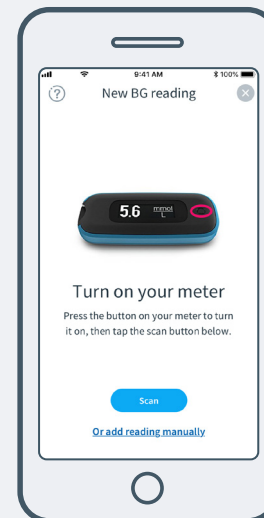 9:41 AM
100%
? New BG reading
5.6 mmol
L
Turn on your meter
Press the button on your meter to turn
it on, then tap the scan button below.
Scan
Or add reading manually